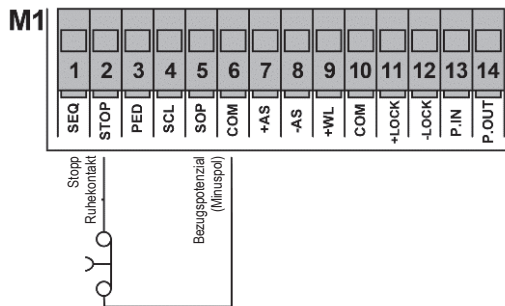 M1
1 2 3 4 5 6 7 8 9 10 11 12 13 14
SEQ
STOP
PED
SCL
SOP
COM
+AS
-AS
+WL
COM
+LOCK
-LOCK
P.IN
P.OUT
Stopp
Ruhekontakt
Bezugspotenzial
(Minuspol)